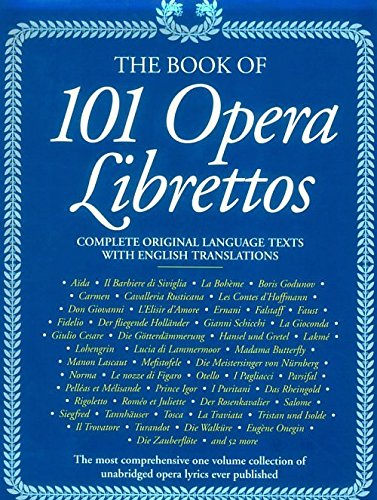 THE BOOK OF
101 Opera
Librettos
COMPLETE ORIGINAL LANGUAGE TEXTS
WITH ENGLISH TRANSLATIONS
• Aïda • Il Barbiere di Siviglia • La Bohème • Boris Godunov •
• Carmen • Cavalleria Rusticana • Les Contes d'Hoffmann •
Don Giovanni • L'Elisir d'Amore • Ernani • Falstaff • Faust •
Fidelio • Der fliegende Holländer • Gianni Schicchi • La Gioconda
• Giulio Cesare • Die Götterdämmerung • Hansel und Gretel • Lakmé
• Lohengrin • Lucia di Lammermoor • Madama Butterfly •
Manon Lascaut • Mefistofele • Die Meistersinger von Nürnberg •
• Norma • Le nozze di Figaro • Otello • I Pagliacci • Parsifal •
Pelléas et Mélisande • Prince Igor • I Puritani • Das Rheingold
• Rigoletto • Roméo et Juliette • Der Rosenkavalier • Salome •
Siegfred • Tannhäuser • Tosca • La Traviata • Tristan und Isolde
• Il Trovatore • Turandot • Die Walküre • Eugène Onegin •
Die Zauberflöte • and 52 more
The most comprehensive one volume collection of
unabridged opera lyrics ever published